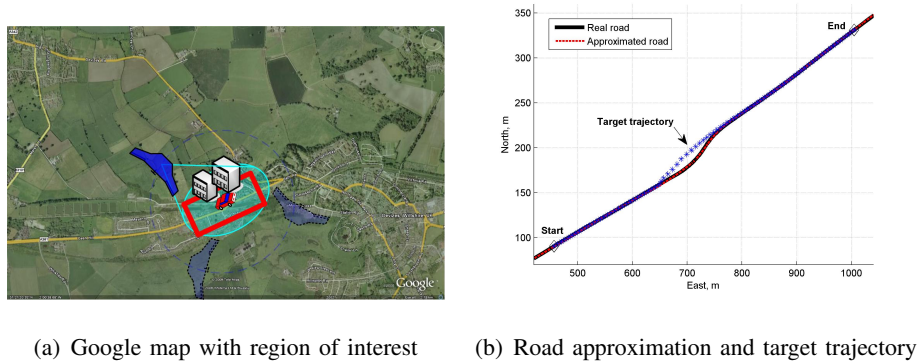 Google
350
300
250
200
150
100
North, m
Real road
Approximated road
End
Target trajectory
Start
500
600
700
800
900
1000
East, m
(a) Google map with region of interest
(b) Road approximation and target trajectory